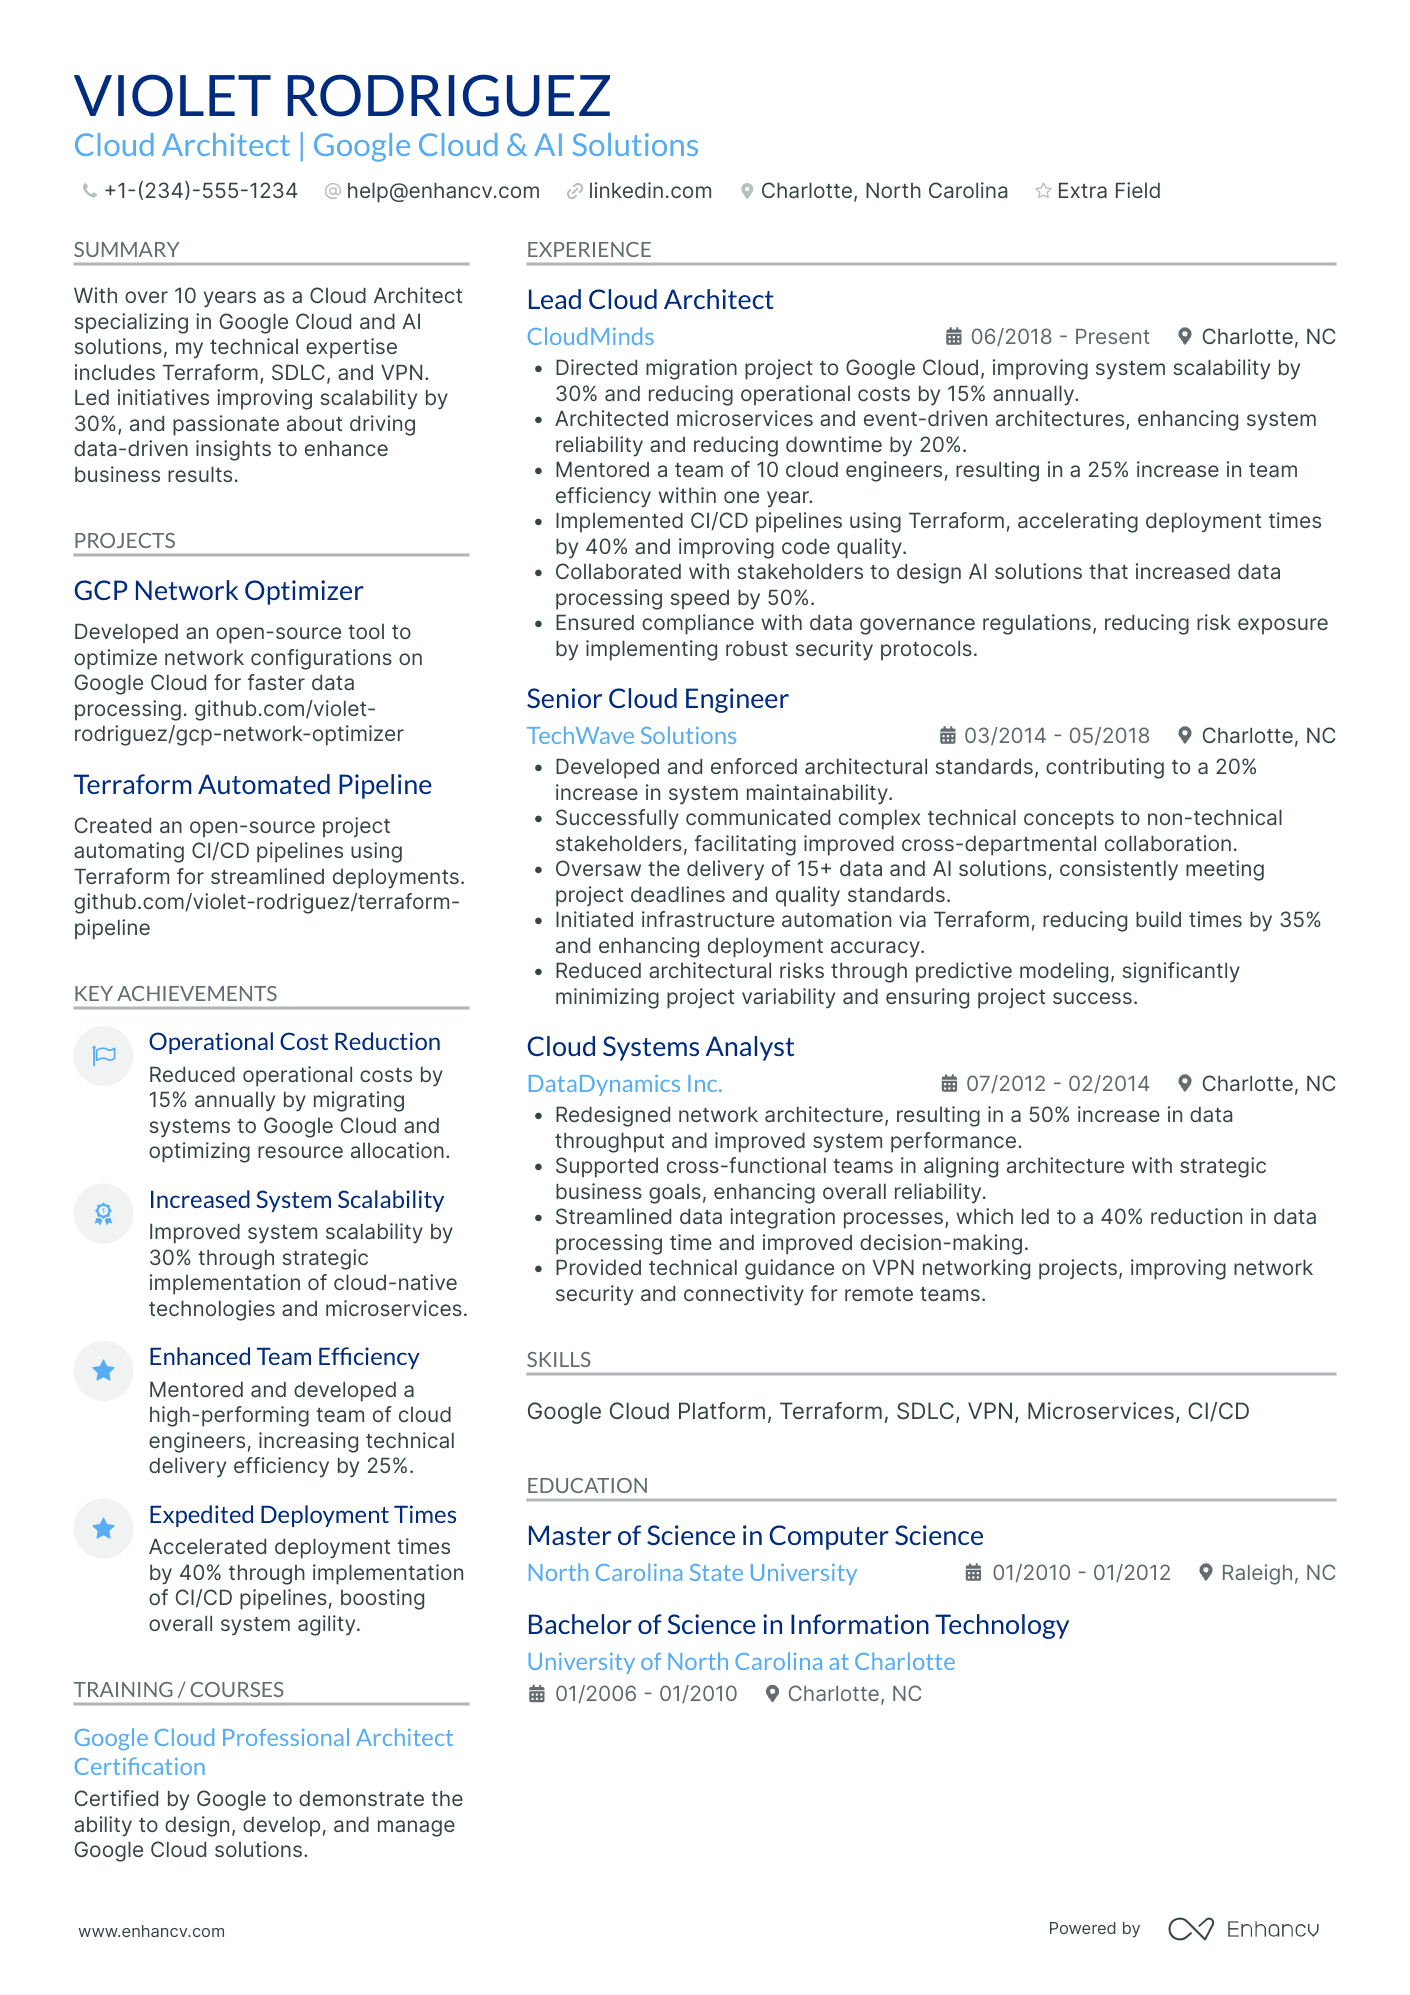 VIOLET RODRIGUEZ
Cloud Architect | Google Cloud & AI Solutions
+1-(234)-555-1234 help@enhancv.com linkedin.com Charlotte, North Carolina Extra Field
SUMMARY
With over 10 years as a Cloud Architect
specializing in Google Cloud and AI
solutions, my technical expertise
includes Terraform, SDLC, and VPN.
Led initiatives improving scalability by
30%, and passionate about driving
data-driven insights to enhance
business results.
PROJECTS
GCP Network Optimizer
Developed an open-source tool to
optimize network configurations on
Google Cloud for faster data
processing. github.com/violet-
rodriguez/gcp-network-optimizer
Terraform Automated Pipeline
Created an open-source project
automating CI/CD pipelines using
Terraform for streamlined deployments.
github.com/violet-rodriguez/terraform-
pipeline
KEY ACHIEVEMENTS
Operational Cost Reduction
Reduced operational costs by
15% annually by migrating
systems to Google Cloud and
optimizing resource allocation.
Increased System Scalability
Improved system scalability by
30% through strategic
implementation of cloud-native
technologies and microservices.
Enhanced Team Efficiency
Mentored and developed a
high-performing team of cloud
engineers, increasing technical
delivery efficiency by 25%.
Expedited Deployment Times
Accelerated deployment times
by 40% through implementation
of CI/CD pipelines, boosting
overall system agility.
TRAINING / COURSES
Google Cloud Professional Architect
Certification
Certified by Google to demonstrate the
ability to design, develop, and manage
Google Cloud solutions.
EXPERIENCE
Lead Cloud Architect
CloudMinds 06/2018 - Present Charlotte, NC
• Directed migration project to Google Cloud, improving system scalability by
30% and reducing operational costs by 15% annually.
• Architected microservices and event-driven architectures, enhancing system
reliability and reducing downtime by 20%.
• Mentored a team of 10 cloud engineers, resulting in a 25% increase in team
efficiency within one year.
• Implemented CI/CD pipelines using Terraform, accelerating deployment times
by 40% and improving code quality.
• Collaborated with stakeholders to design AI solutions that increased data
processing speed by 50%.
• Ensured compliance with data governance regulations, reducing risk exposure
by implementing robust security protocols.
Senior Cloud Engineer
TechWave Solutions 03/2014 - 05/2018 Charlotte, NC
• Developed and enforced architectural standards, contributing to a 20%
increase in system maintainability.
• Successfully communicated complex technical concepts to non-technical
stakeholders, facilitating improved cross-departmental collaboration.
• Oversaw the delivery of 15+ data and AI solutions, consistently meeting
project deadlines and quality standards.
• Initiated infrastructure automation via Terraform, reducing build times by 35%
and enhancing deployment accuracy.
• Reduced architectural risks through predictive modeling, significantly
minimizing project variability and ensuring project success.
Cloud Systems Analyst
DataDynamics Inc. 07/2012 - 02/2014 Charlotte, NC
• Redesigned network architecture, resulting in a 50% increase in data
throughput and improved system performance.
• Supported cross-functional teams in aligning architecture with strategic
business goals, enhancing overall reliability.
• Streamlined data integration processes, which led to a 40% reduction in data
processing time and improved decision-making.
• Provided technical guidance on VPN networking projects, improving network
security and connectivity for remote teams.
SKILLS
Google Cloud Platform, Terraform, SDLC, VPN, Microservices, CI/CD
EDUCATION
Master of Science in Computer Science
North Carolina State University 01/2010 - 01/2012 Raleigh, NC
Bachelor of Science in Information Technology
University of North Carolina at Charlotte
01/2006 - 01/2010 Charlotte, NC
www.enhancv.com Powered by Enhancv